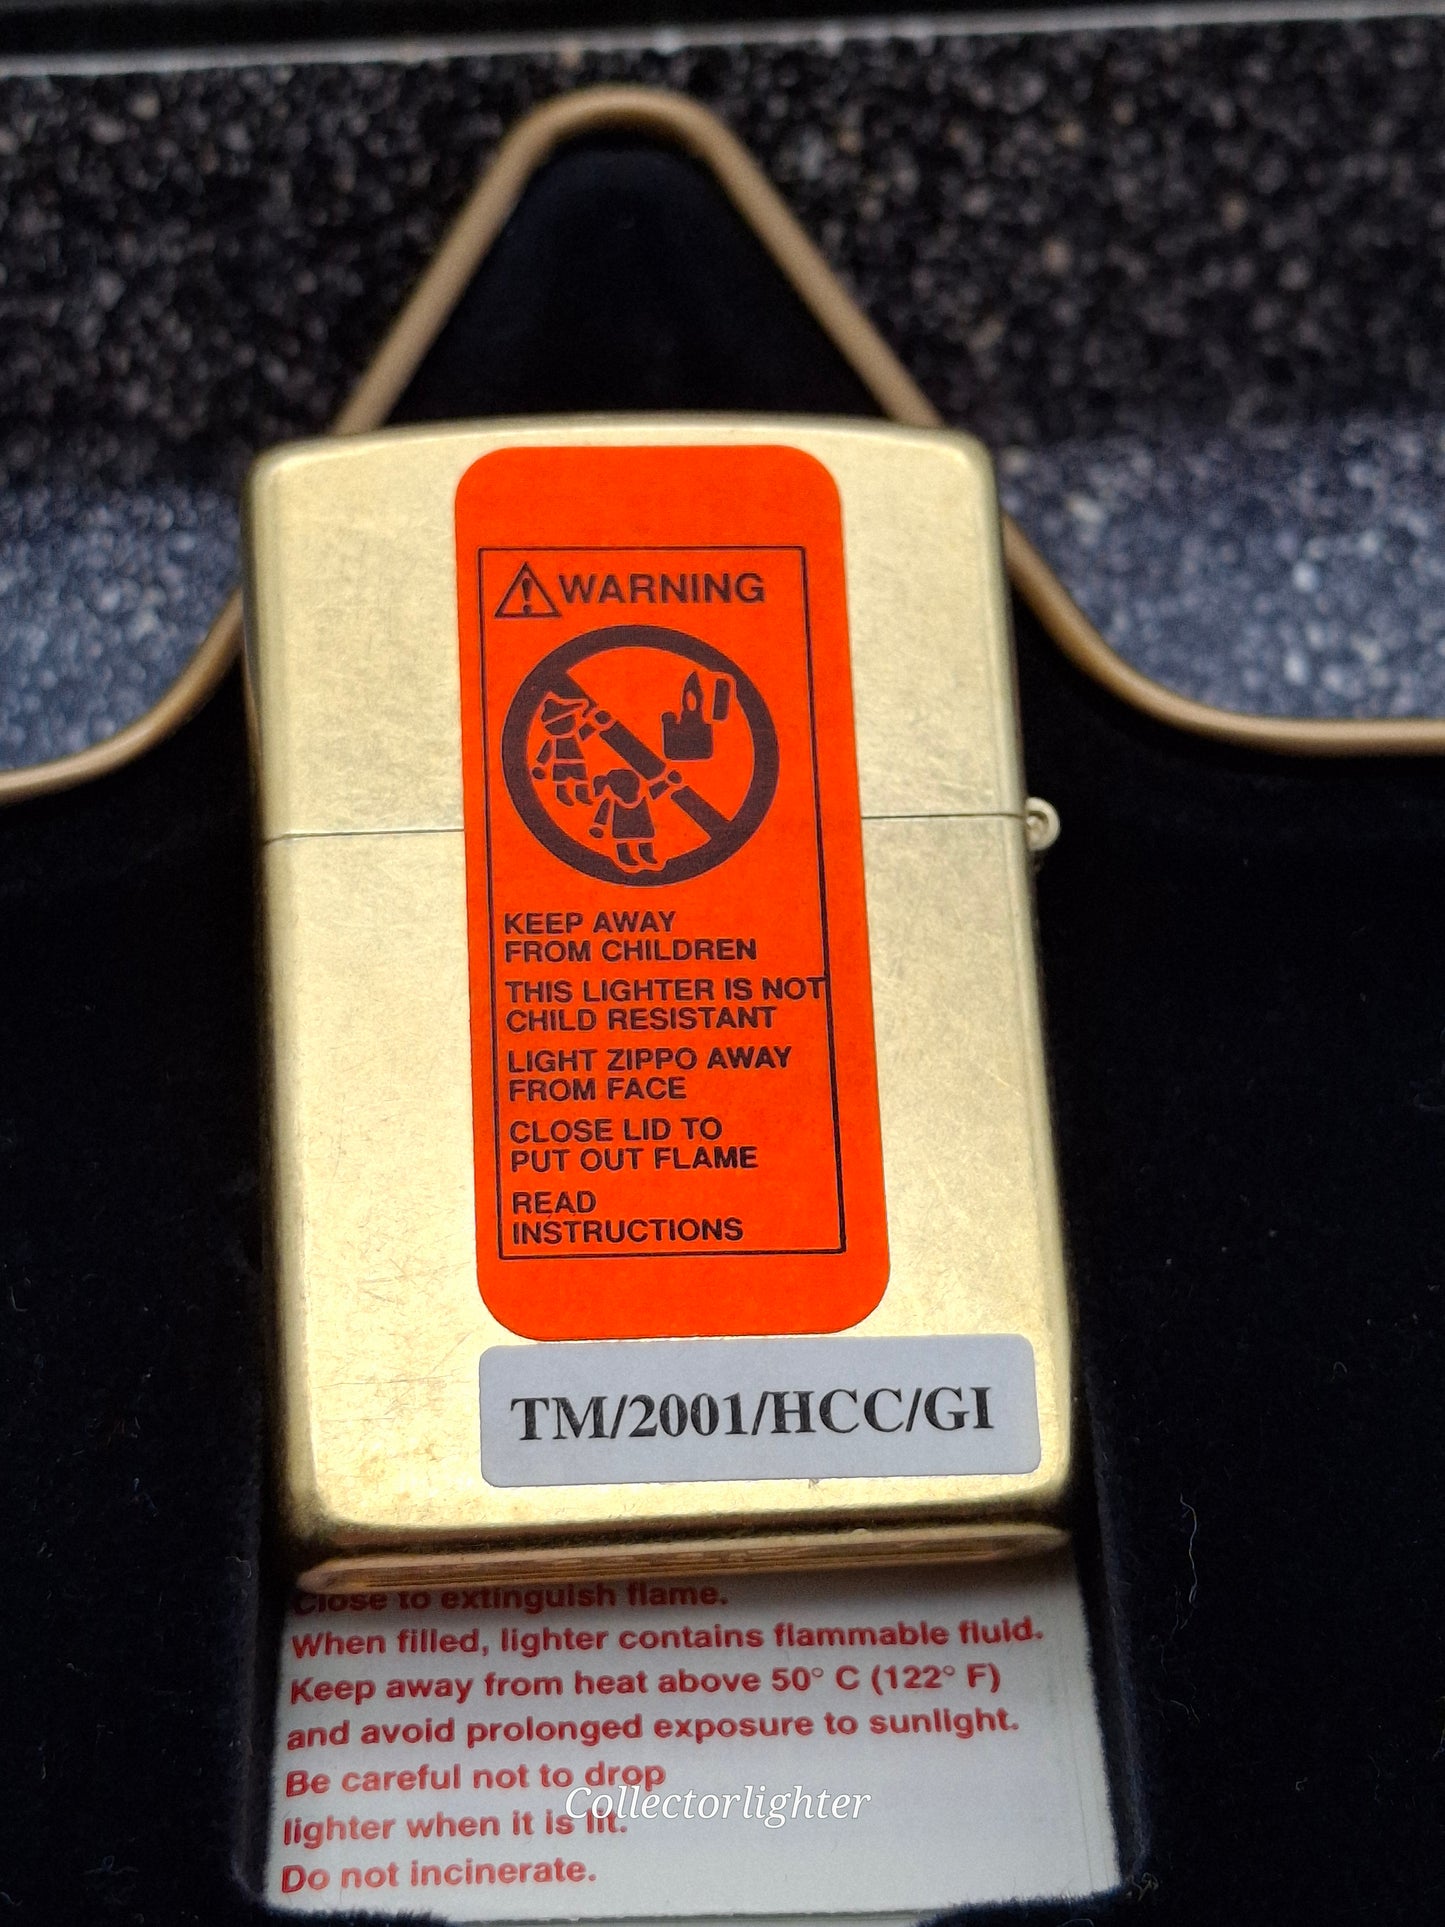 WARNING
KEEP AWAY
FROM CHILDREN
THIS LIGHTER IS NOT
CHILD RESISTANT
LIGHT ZIPPO AWAY
FROM FACE
CLOSE LID TO
PUT OUT FLAME
READ
INSTRUCTIONS
TM/2001/HCC/GI
Close to extinguish flame.
When filled, lighter contains flammable fluid.
Keep away from heat above 50° C (122° F)
and avoid prolonged exposure to sunlight.
Be careful not to drop
Collectorlighter
lighter when it is lit.
Do not incinerate.